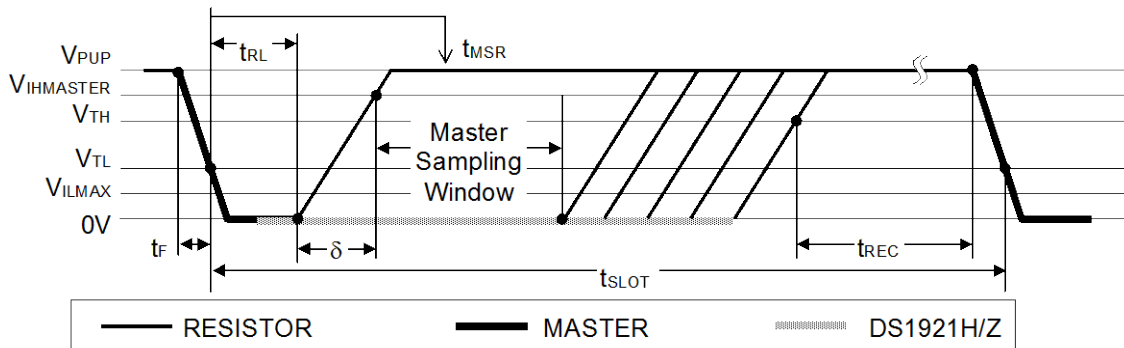 VPUP
VIHMASTER
VTH
VTL
VILMAX
0V
tRL
tMSR
Master
Sampling
Window
tF
δ
tREC
tSLOT
RESISTOR
MASTER
DS1921H/Z